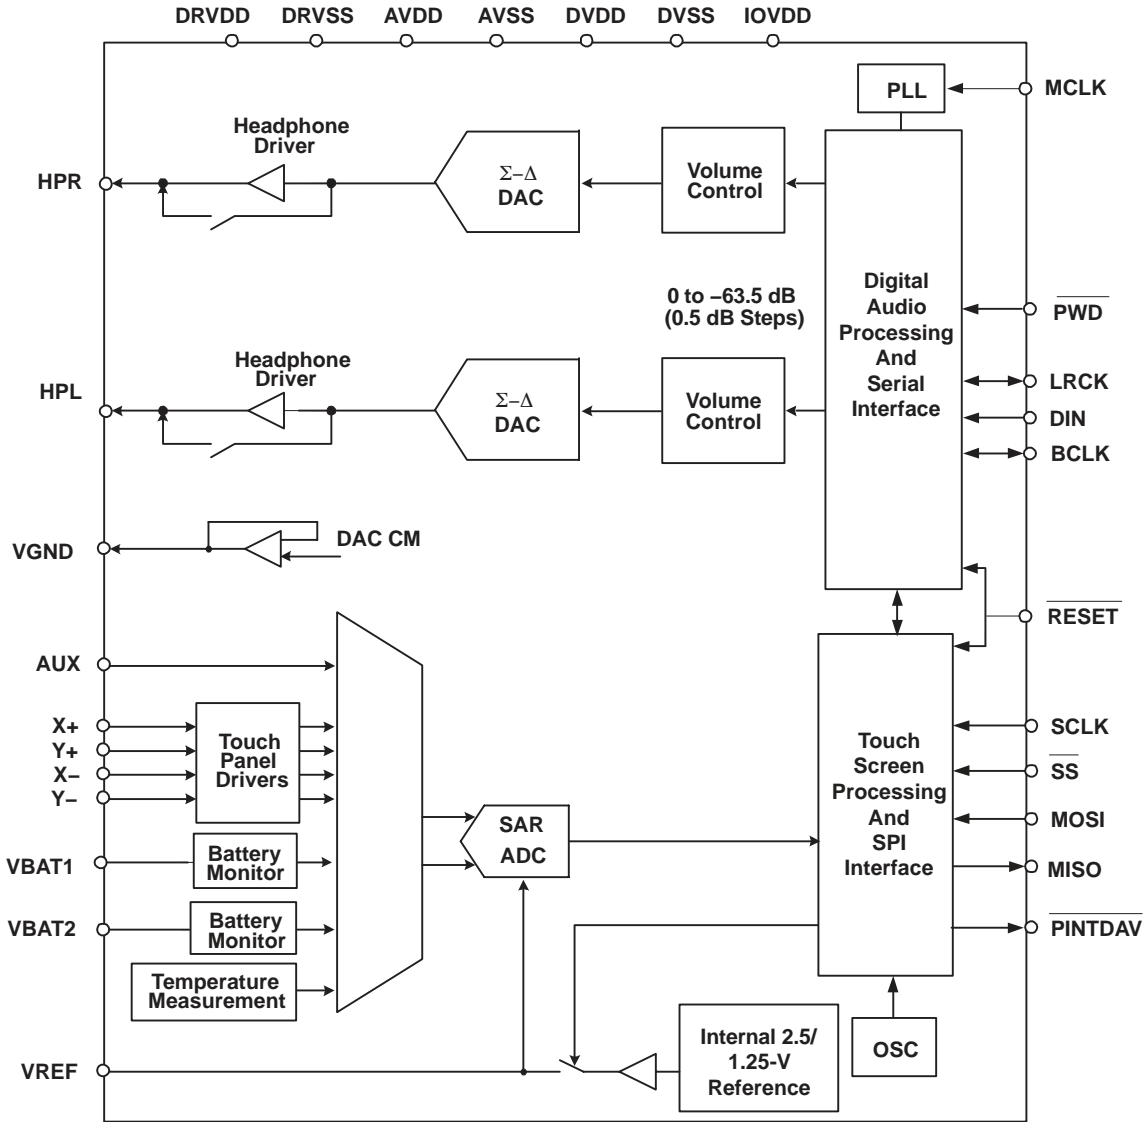 DRVDD DRVSS AVDD AVSS DVDD DVSS IOVDD
PLL
MCLK
Headphone
Driver
HPR
Σ–Δ
DAC
Volume
Control
0 to –63.5 dB
(0.5 dB Steps)
Digital
Audio
Processing
And
Serial
Interface
PWD
LRCK
DIN
BCLK
Headphone
Driver
HPL
Σ–Δ
DAC
Volume
Control
VGND
DAC CM
RESET
AUX
X+
Y+
X–
Y–
Touch
Panel
Drivers
VBAT1
Battery
Monitor
VBAT2
Battery
Monitor
Temperature
Measurement
SAR
ADC
Touch
Screen
Processing
And
SPI
Interface
SCLK
SS
MOSI
MISO
PINTDAV
VREF
Internal 2.5/
1.25-V
Reference
OSC